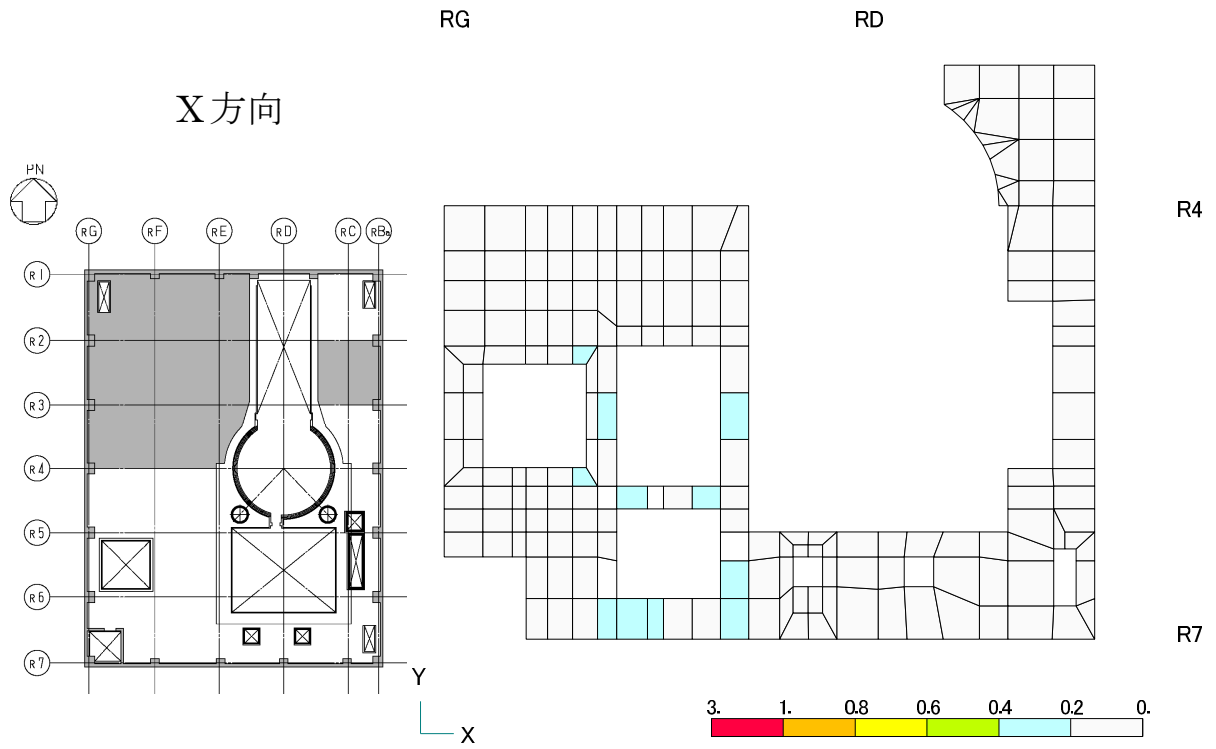 RG RD
X方向
PN
RG RF RE RD RC RBa
R1
R2
R3
R4
R5
R6
R7
R4
R7
Y
X
3. 1. 0.8 0.6 0.4 0.2 0.